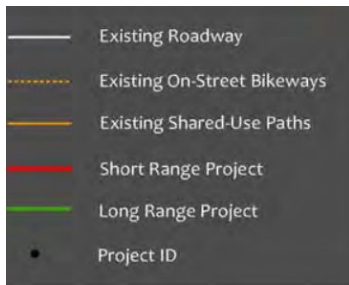 Existing Roadway
Existing On-Street Bikeways
Existing Shared-Use Paths
Short Range Project
Long Range Project
Project ID